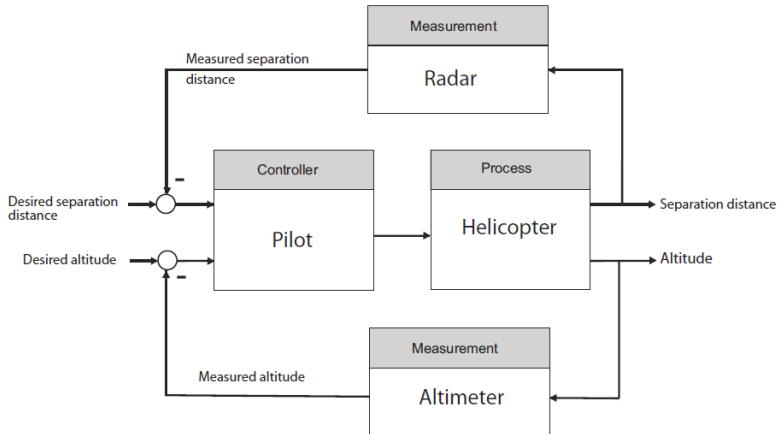 Measurement
Measured separation
distance
Radar
-
Controller
Process
Desired separation
distance
Separation distance
Pilot
Helicopter
Desired altitude
Altitude
-
Measurement
Measured altitude
Altimeter